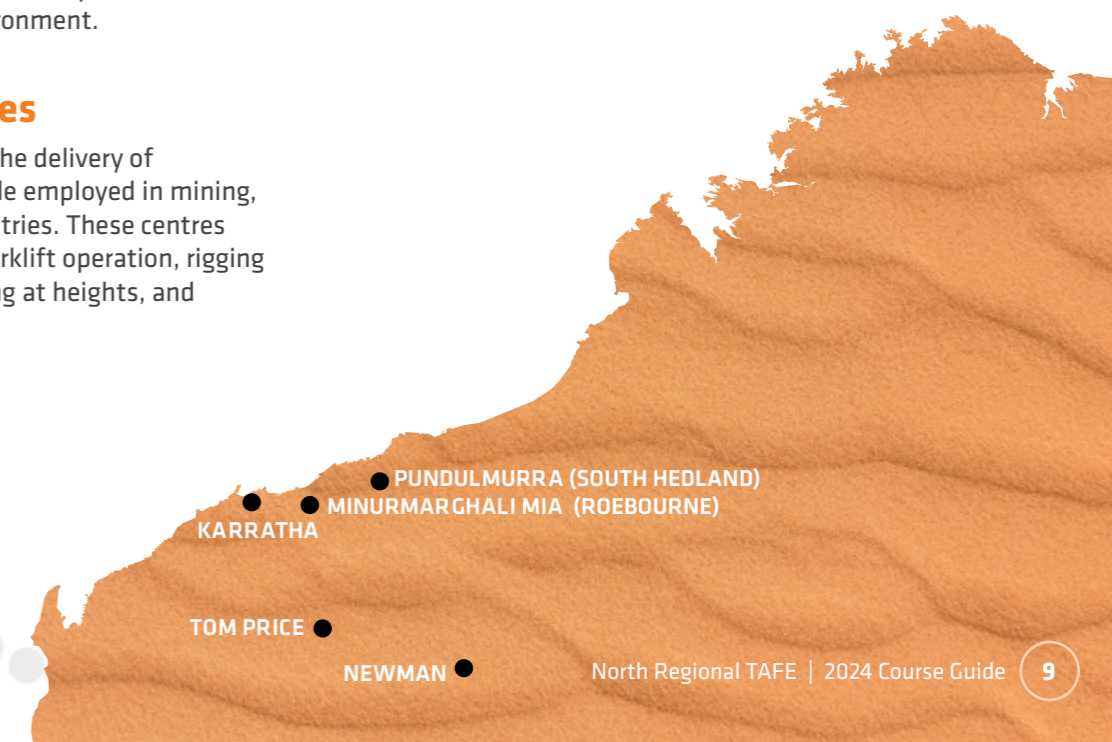 ronment.
es
he delivery of
le employed in mining,
tries. These centres
rklift operation, rigging
g at heights, and
PUNDULMURRA (SOUTH HEDLAND)
MINURMARGHALI MIA (ROEBOURNE)
KARRATHA
TOM PRICE
NEWMAN
North Regional TAFE | 2024 Course Guide 9